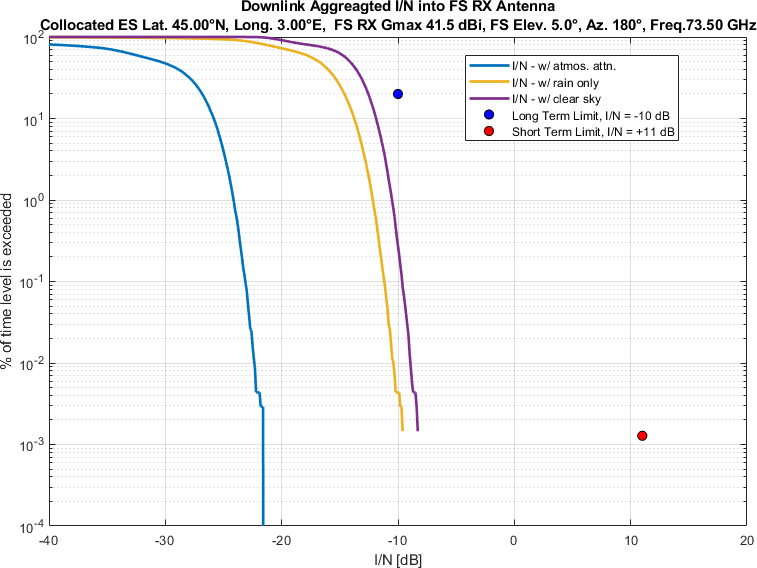 Downlink Aggreagted I/N into FS RX Antenna
Collocated ES Lat. 45.00°N, Long. 3.00°E, FS RX Gmax 41.5 dBi, FS Elev. 5.0°, Az. 180°, Freq.73.50 GHz
I/N - w/ atmos. attn.
I/N - w/ rain only
I/N - w/ clear sky
Long Term Limit, I/N = -10 dB
Short Term Limit, I/N = +11 dB
% of time level is exceeded
10^2
10^1
10^0
10^-1
10^-2
10^-3
10^-4
-40 -30 -20 -10 0 10 20
I/N [dB]